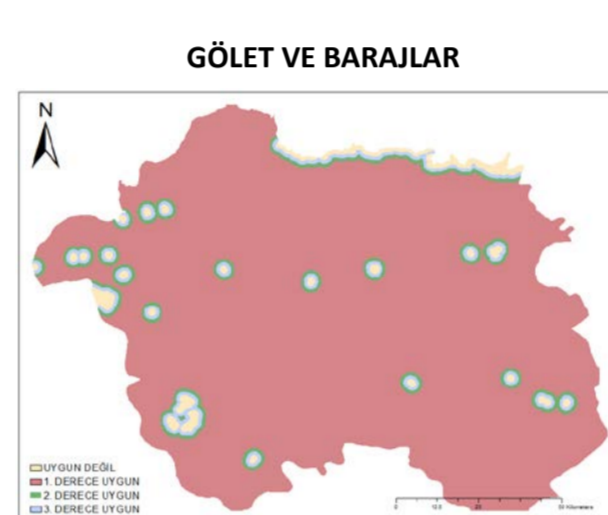 GÖLET VE BARAJLAR
N
UYGUN DEĞİL
1. DERECE UYGUN
2. DERECE UYGUN
3. DERECE UYGUN